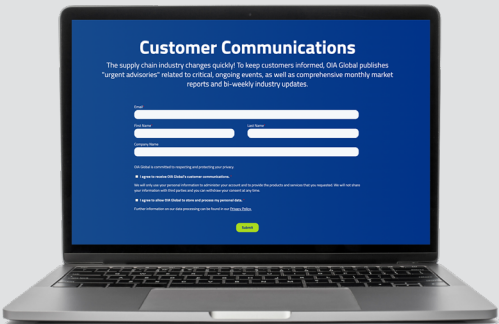 Customer Communications
The supply chain industry changes quickly! To keep customers informed, OIA Global publishes
"urgent advisories" related to critical, ongoing events, as well as comprehensive monthly market
reports and bi-weekly industry updates.
Email
First Name
Last Name
Company Name
OIA Global is committed to respecting and protecting your privacy.
I agree to receive OIA Global's customer communications.
We will only use your personal information to administer your account and to provide the products and services that you requested. We will not share
your information with third parties and you can withdraw your consent at any time.
I agree to allow OIA Global to store and process my personal data.
Further information on our data processing can be found in our Privacy Policy.
Submit